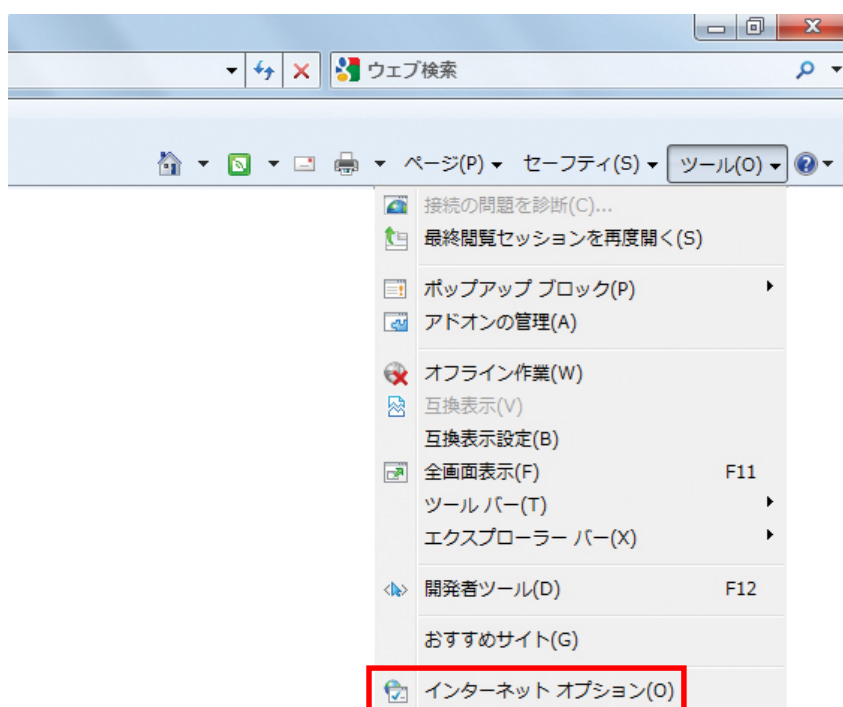 ウェブ検索
ページ(P) セーフティ(S) ツール(O)
接続の問題を診断(C)...
最終閲覧セッションを再度開く(S)
ポップアップ ブロック(P)
アドオンの管理(A)
オフライン作業(W)
互換表示(V)
互換表示設定(B)
全画面表示(F) F11
ツール バー(T)
エクスプローラー バー(X)
開発者ツール(D) F12
おすすめサイト(G)
インターネット オプション(O)